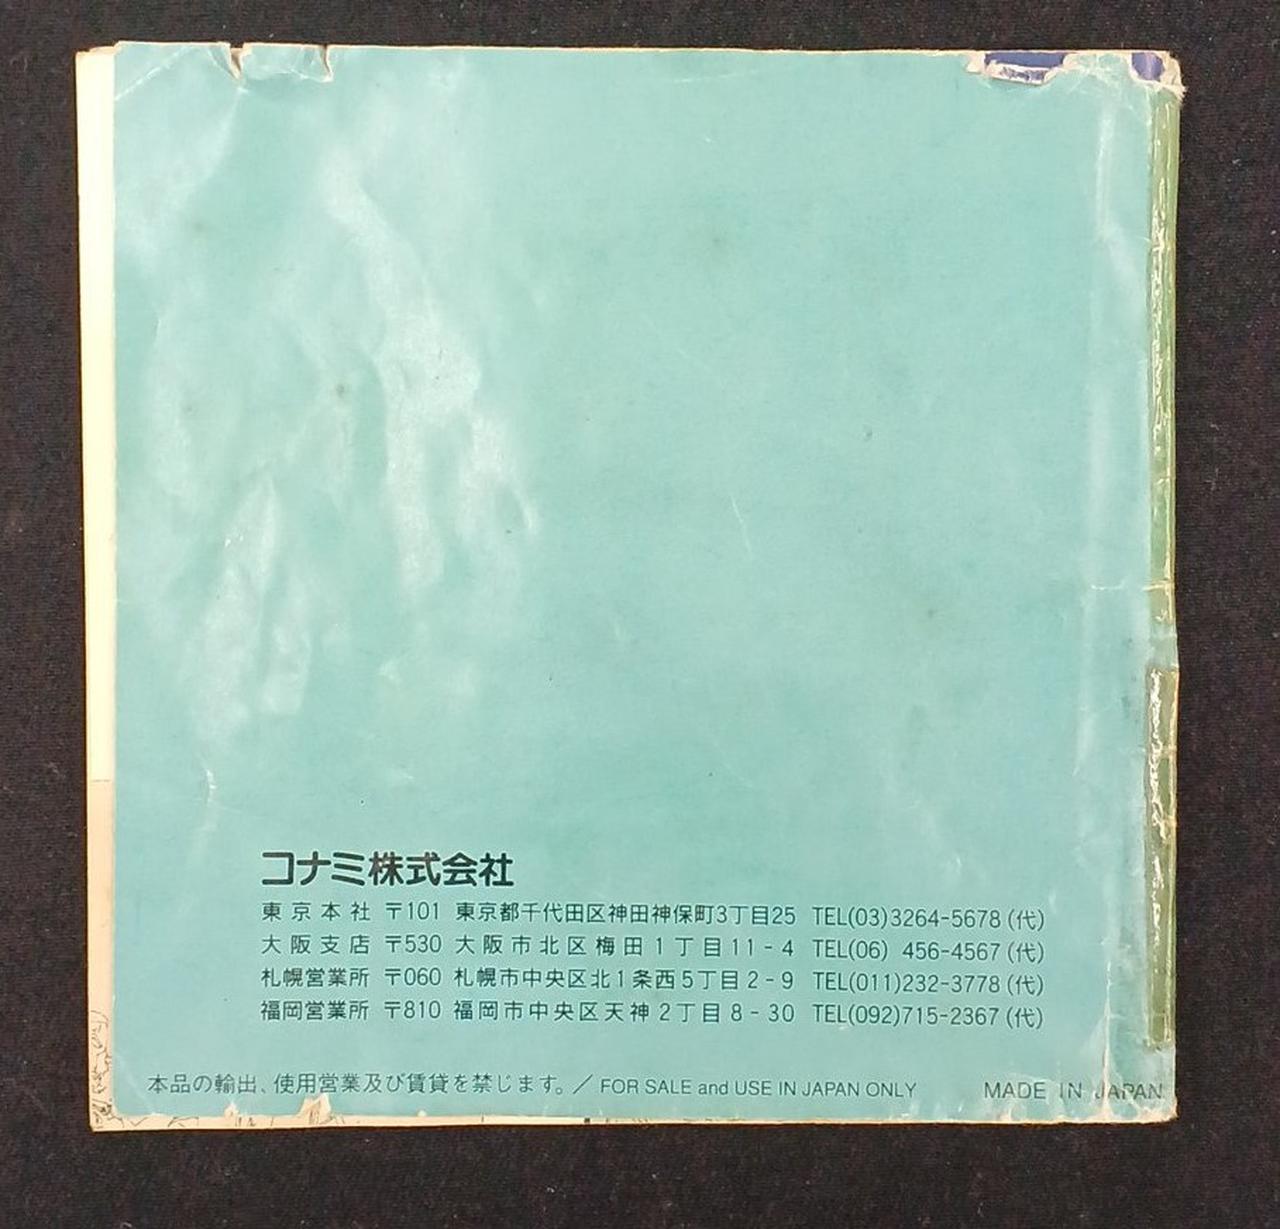 コナミ株式会社
東京本社 〒101 東京都千代田区神田神保町3丁目25 TEL(03)3264-5678(代)
大阪支店 〒530 大阪市北区梅田1丁目11-4 TEL(06) 456-4567(代)
札幌営業所 〒060 札幌市中央区北1条西5丁目2-9 TEL(011)232-3778(代)
福岡営業所 〒810 福岡市中央区天神2丁目8-30 TEL(092)715-2367(代)
本品の輸出、使用営業及び賃貸を禁じます。／FOR SALE and USE IN JAPAN ONLY MADE IN JAPAN